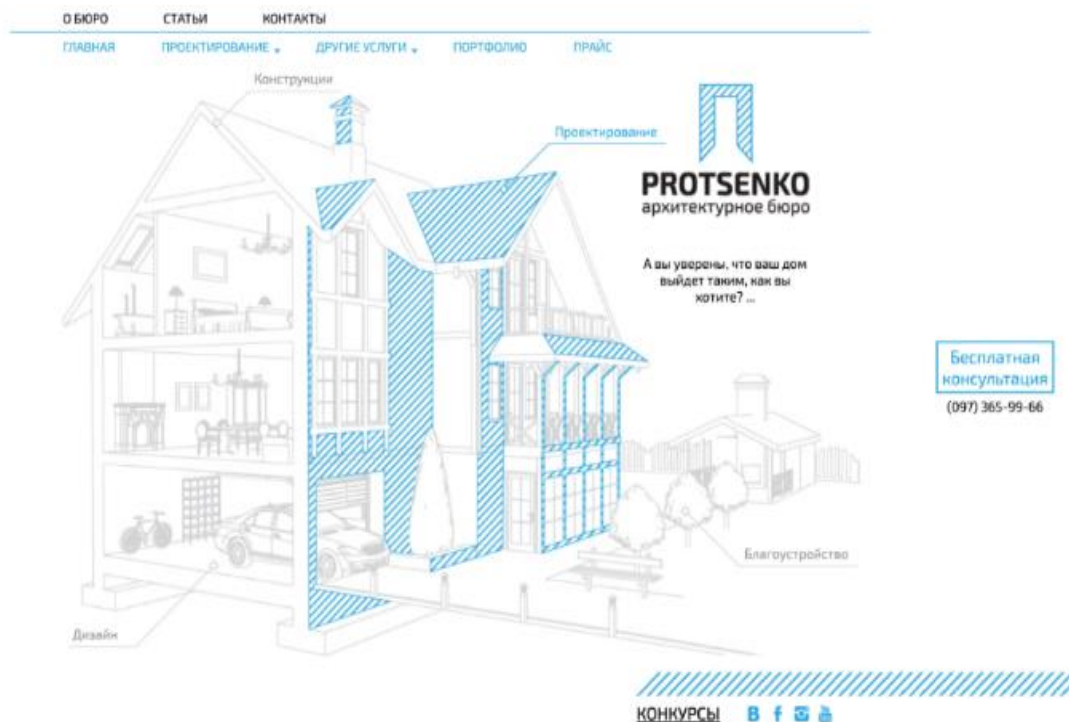 О БЮРО СТАТЬИ КОНТАКТЫ
ГЛАВНАЯ ПРОЕКТИРОВАНИЕ ДРУГИЕ УСЛУГИ ПОРТФОЛИО ПРАЙС
Конструкции
Проектирование
PROTSENKO
архитектурное бюро
А вы уверены, что ваш дом
выйдет таким, как вы
хотите? ...
Бесплатная
консультация
(097) 365-99-66
Благоустройство
Дизайн
КОНКУРСЫ